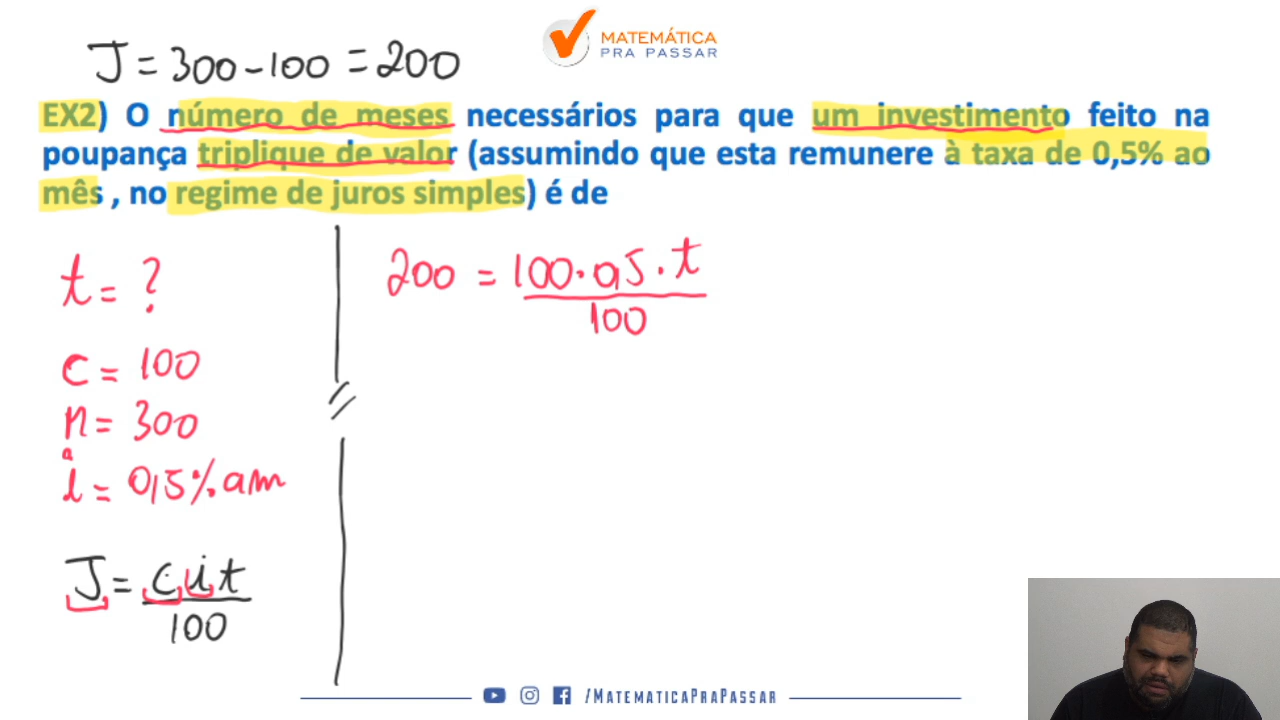 MATEMÁTICA
PRA PASSAR
J = 300 - 100 = 200
EX2) O número de meses necessários para que um investimento feito na
poupança triplique de valor (assumindo que esta remunere à taxa de 0,5% ao
mês , no regime de juros simples) é de
t = ?
C = 100
M = 300
i = 0,5% am
J = cit
100
200 = 100 · 0,5 · t
100
/MATEMATICAPRAPASSAR